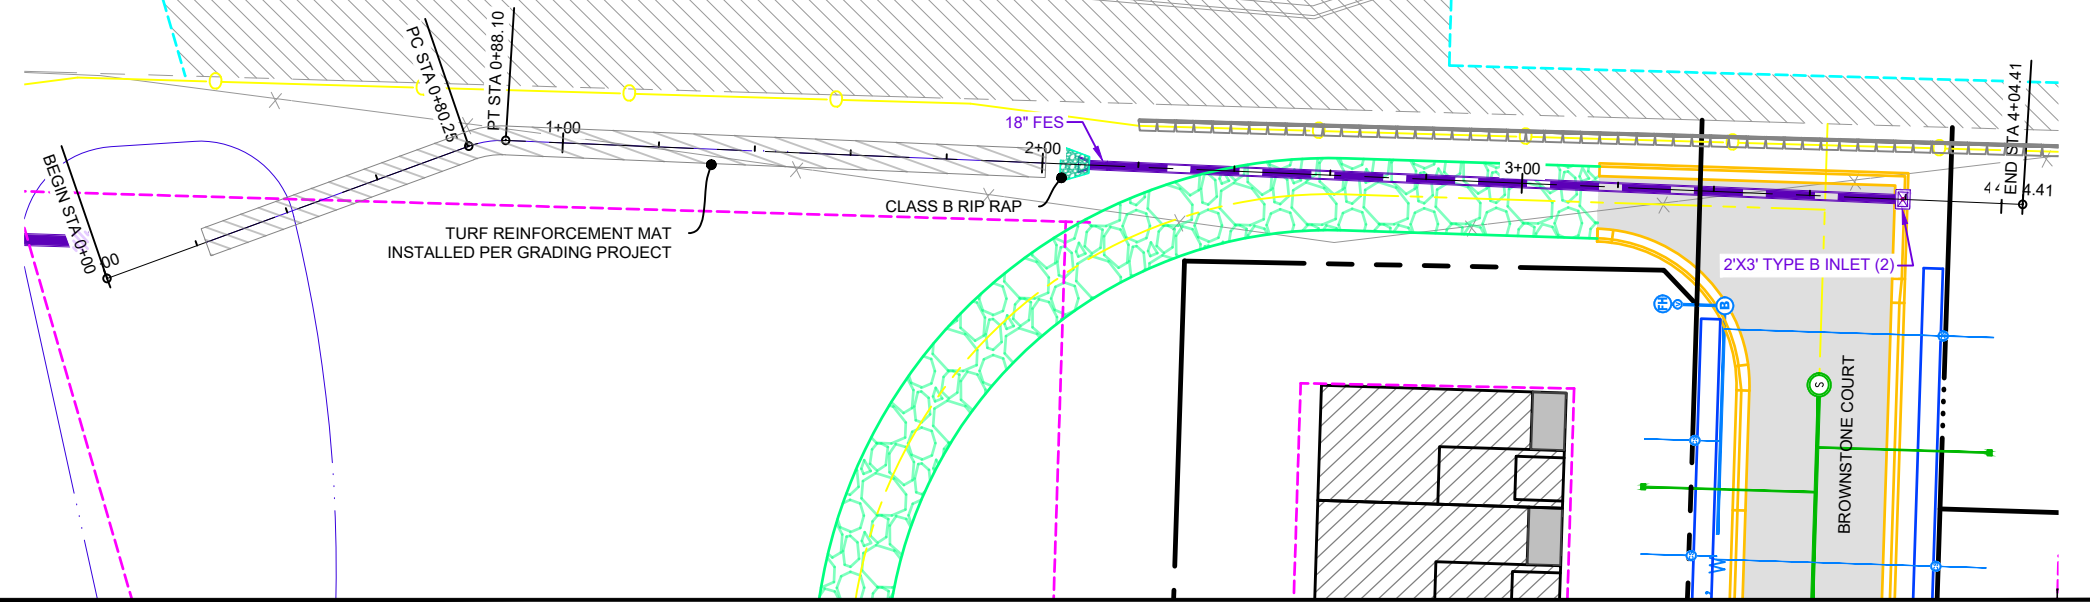 PC STA 0+80.25
PT STA 0+88.10
1+00
BEGIN STA 0+00
00
TURF REINFORCEMENT MAT
INSTALLED PER GRADING PROJECT
18" FES
2+00
CLASS B RIP RAP
3+00
END STA 4+04.41
4.41
2'X3' TYPE B INLET (2)
FH
V
B
S
BROWNSTONE COURT
W